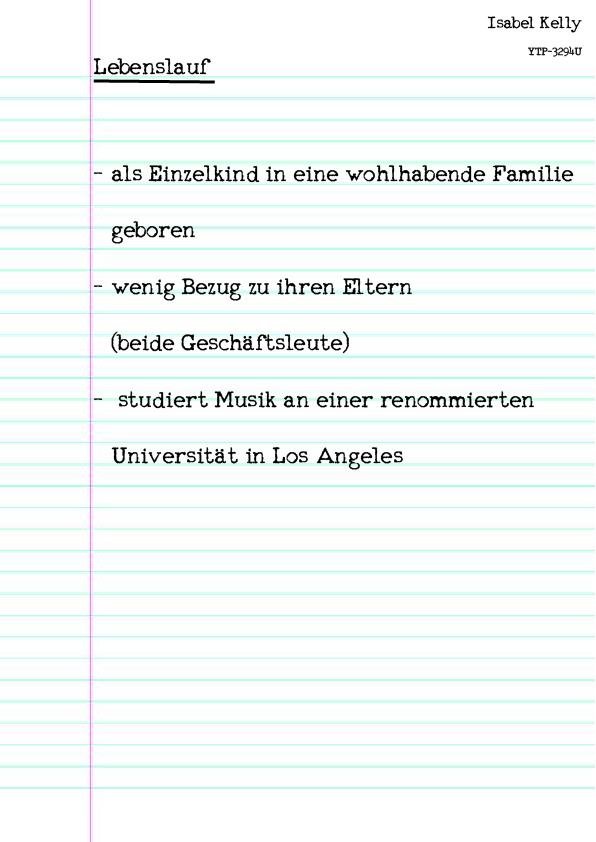 Isabel Kelly
YTP-3294U
Lebenslauf
- als Einzelkind in eine wohlhabende Familie
geboren
- wenig Bezug zu ihren Eltern
(beide Geschäftsleute)
- studiert Musik an einer renommierten
Universität in Los Angeles